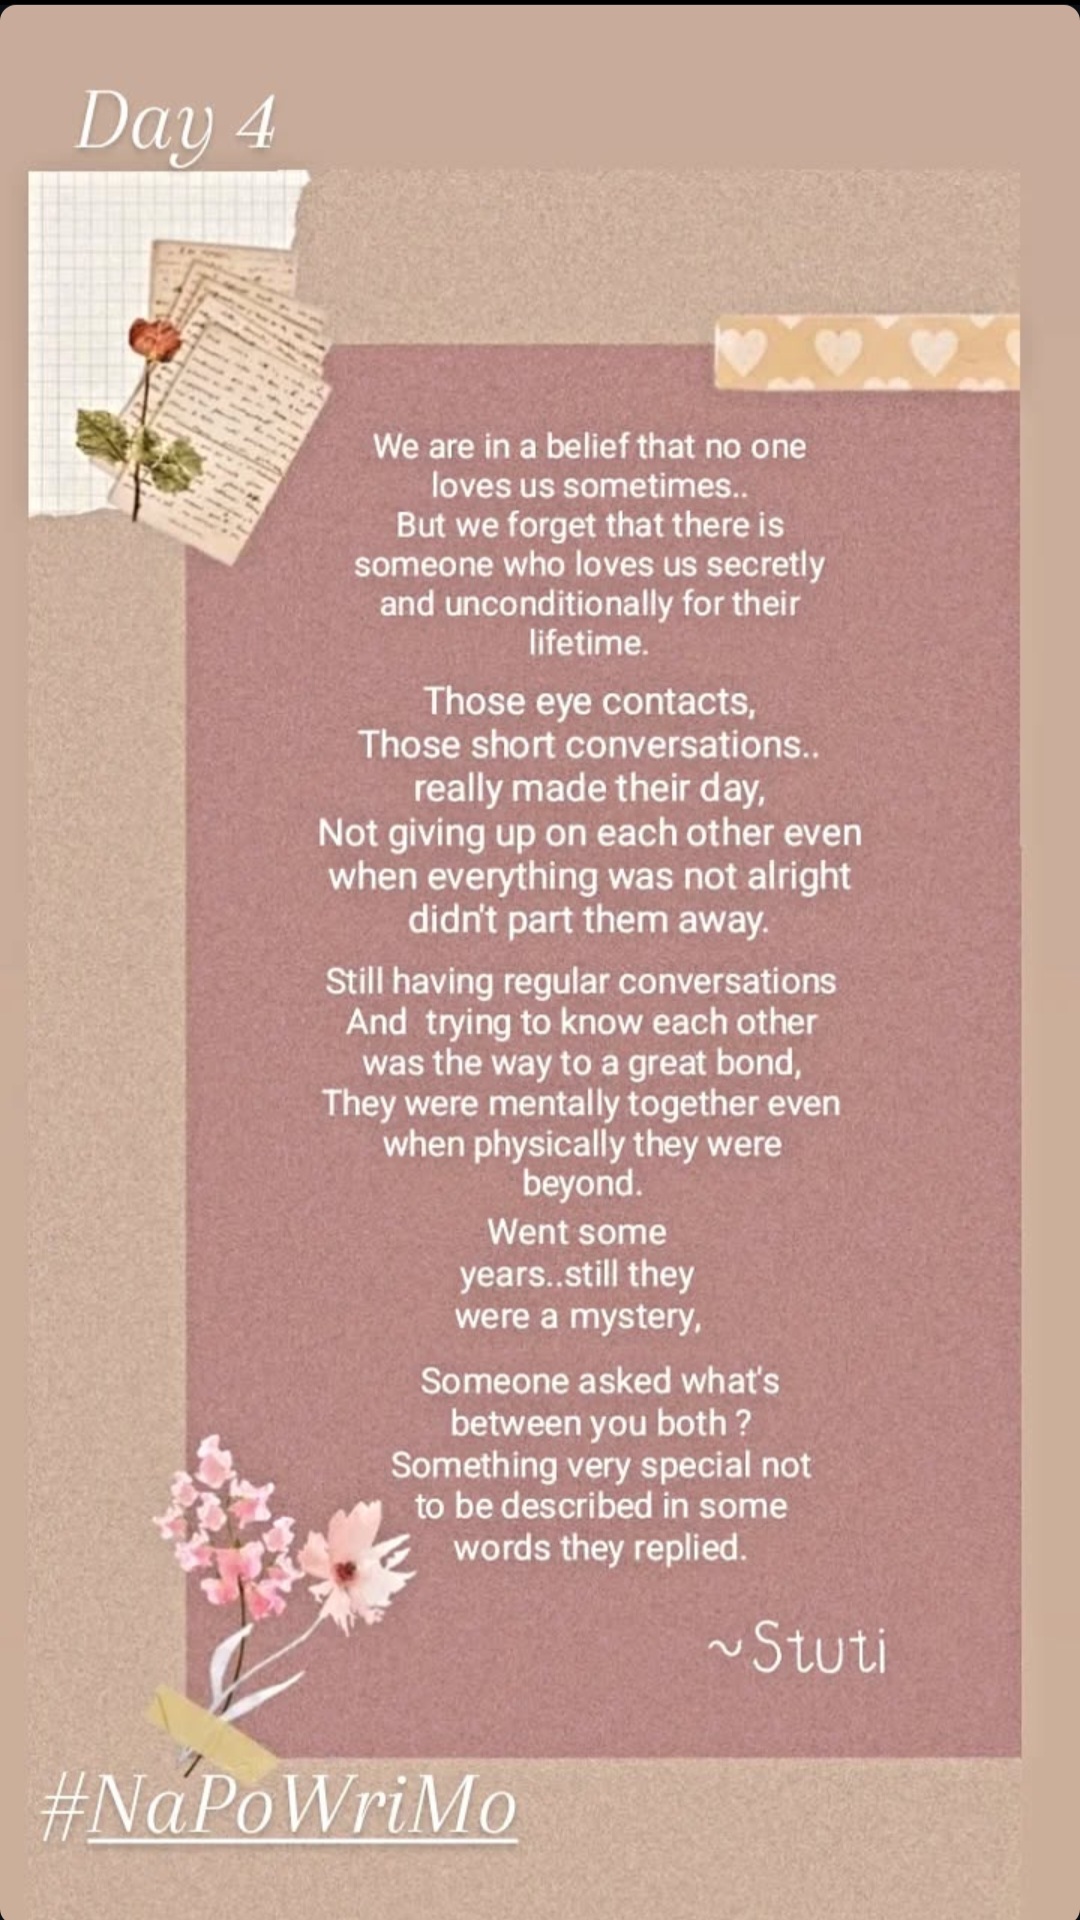 Day 4
We are in a belief that no one
loves us sometimes..
But we forget that there is
someone who loves us secretly
and unconditionally for their
lifetime.
Those eye contacts,
Those short conversations..
really made their day,
Not giving up on each other even
when everything was not alright
didn't part them away.
Still having regular conversations
And  trying to know each other
was the way to a great bond,
They were mentally together even
when physically they were
beyond.
Went some
years..still they
were a mystery,
Someone asked what's
between you both ?
Something very special not
to be described in some
words they replied.
~Stuti
#NaPoWriMo